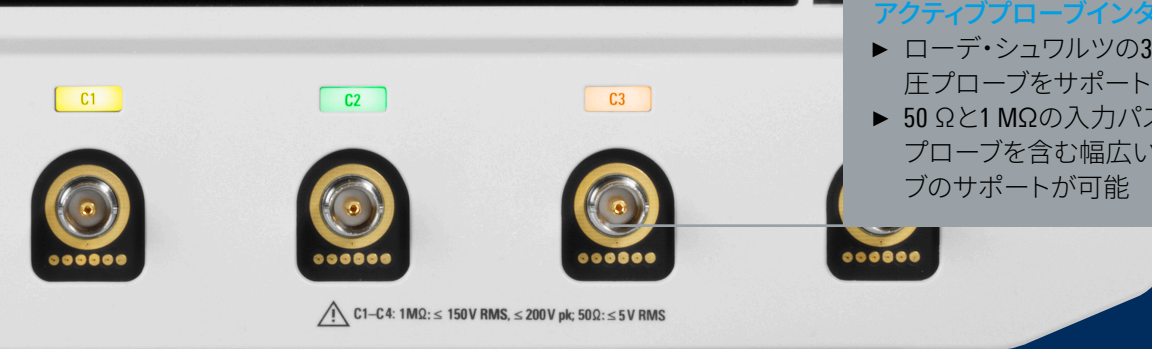 C1
C2
C3
C1–C4: 1MΩ: ≤ 150V RMS, ≤ 200V pk; 50Ω: ≤ 5V RMS
アクティブプローブインタ
► ローデ・シュワルツの3
圧プローブをサポート
► 50 Ωと1 MΩの入力パス
プローブを含む幅広い
ブのサポートが可能